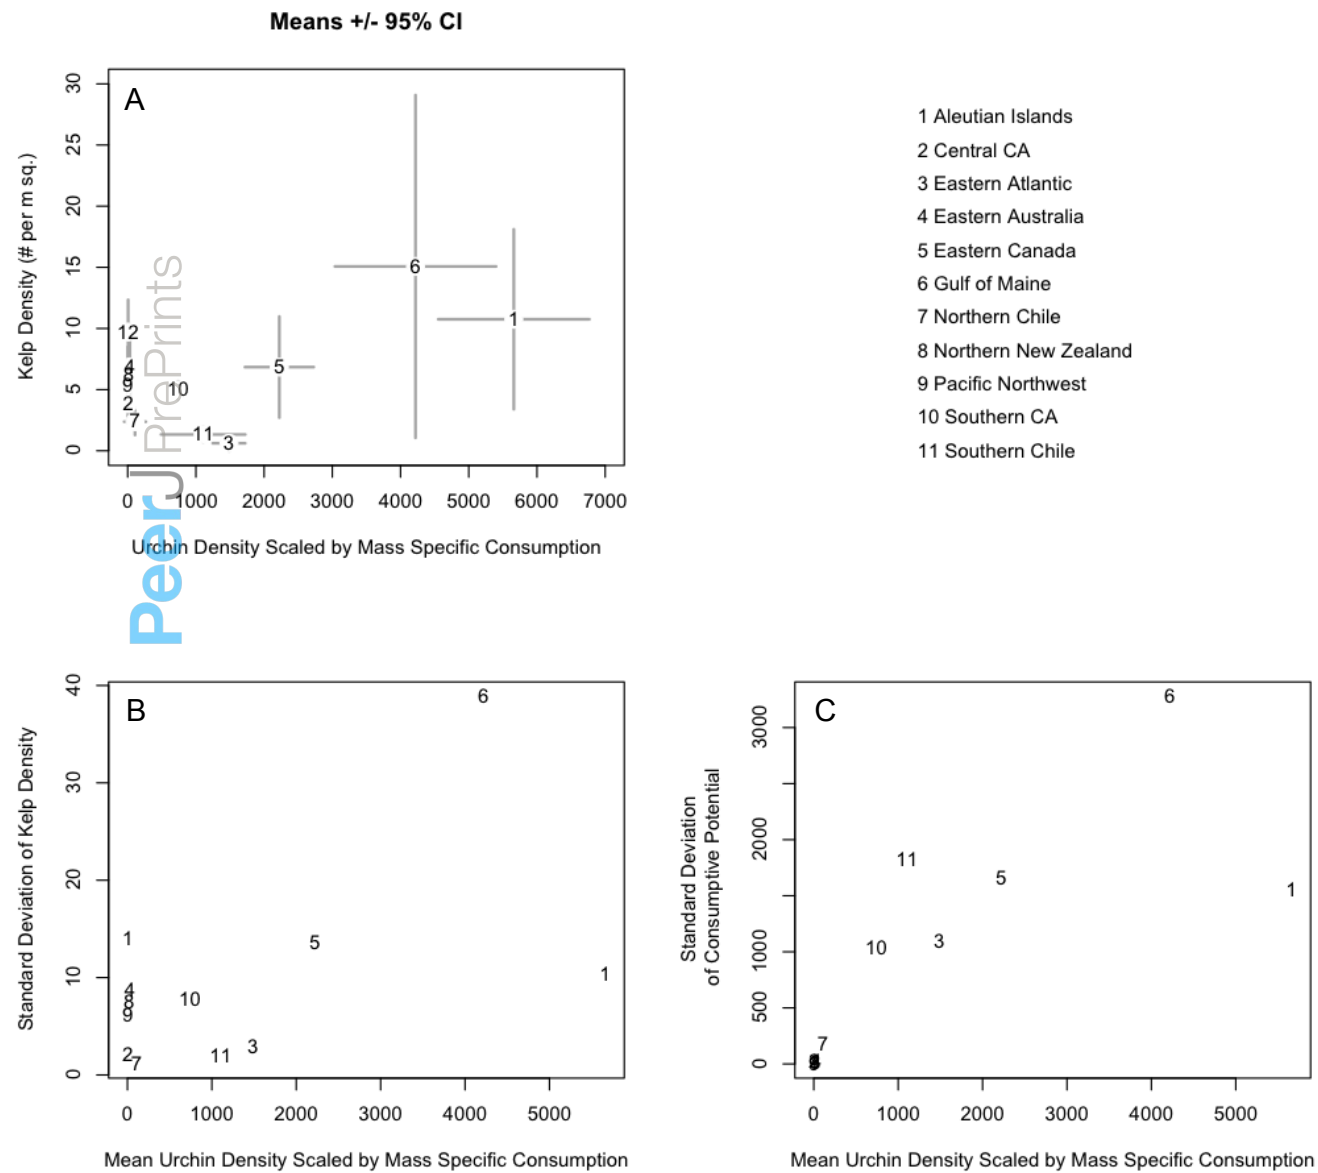 Means +/- 95% CI
A
Kelp Density (# per m sq.)
30
25
20
15
10
5
0
6
1
12
5
4
8
9
10
2
7
11
3
0 1000 2000 3000 4000 5000 6000 7000
Urchin Density Scaled by Mass Specific Consumption
PeerJ PrePrints
1 Aleutian Islands
2 Central CA
3 Eastern Atlantic
4 Eastern Australia
5 Eastern Canada
6 Gulf of Maine
7 Northern Chile
8 Northern New Zealand
9 Pacific Northwest
10 Southern CA
11 Southern Chile
B
Standard Deviation of Kelp Density
40
30
20
10
0
6
1
5
1
4
8
10
9
3
2
11
7
0 1000 2000 3000 4000 5000
Mean Urchin Density Scaled by Mass Specific Consumption
C
Standard Deviation
of Consumptive Potential
3000
2000
1000
500
0
6
11
5
1
3
10
7
0 1000 2000 3000 4000 5000
Mean Urchin Density Scaled by Mass Specific Consumption